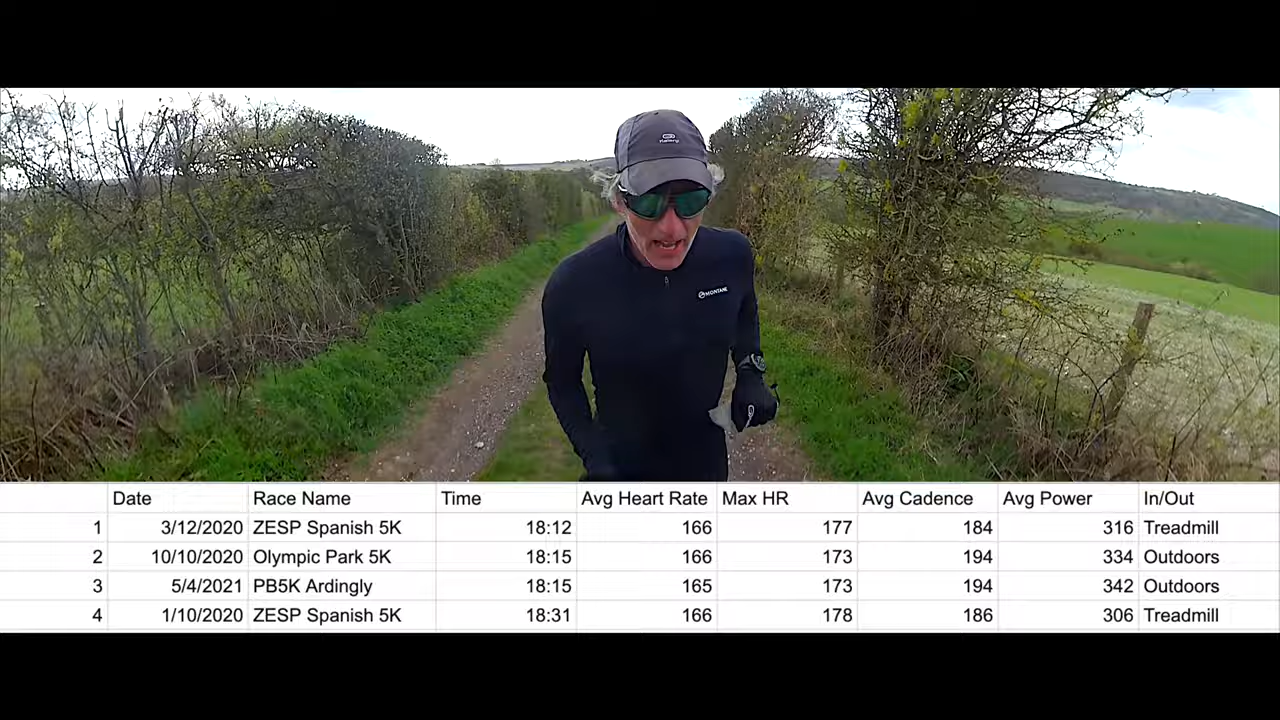 Kalenji
MONTANE
Date Race Name Time Avg Heart Rate Max HR Avg Cadence Avg Power In/Out
1 3/12/2020 ZESP Spanish 5K 18:12 166 177 184 316 Treadmill
2 10/10/2020 Olympic Park 5K 18:15 166 173 194 334 Outdoors
3 5/4/2021 PB5K Ardingly 18:15 165 173 194 342 Outdoors
4 1/10/2020 ZESP Spanish 5K 18:31 166 178 186 306 Treadmill